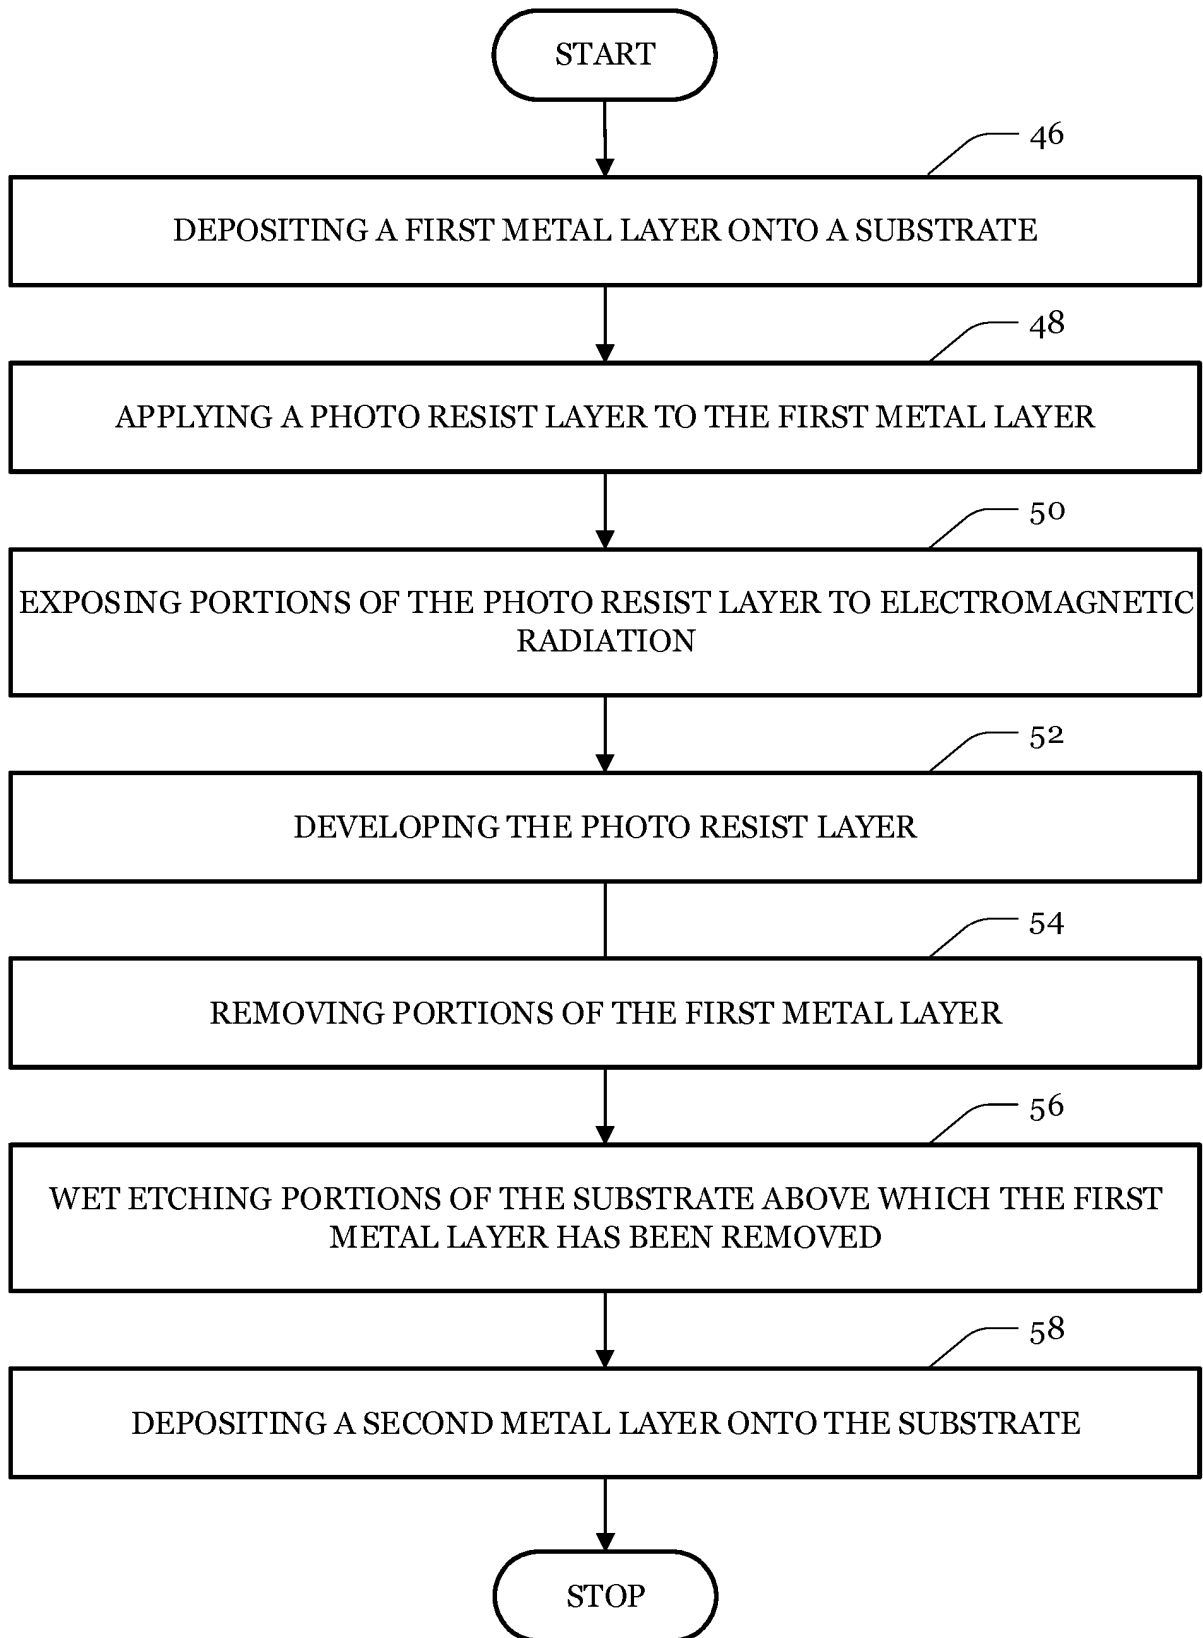 START
46
DEPOSITING A FIRST METAL LAYER ONTO A SUBSTRATE
48
APPLYING A PHOTO RESIST LAYER TO THE FIRST METAL LAYER
50
EXPOSING PORTIONS OF THE PHOTO RESIST LAYER TO ELECTROMAGNETIC
RADIATION
52
DEVELOPING THE PHOTO RESIST LAYER
54
REMOVING PORTIONS OF THE FIRST METAL LAYER
56
WET ETCHING PORTIONS OF THE SUBSTRATE ABOVE WHICH THE FIRST
METAL LAYER HAS BEEN REMOVED
58
DEPOSITING A SECOND METAL LAYER ONTO THE SUBSTRATE
STOP